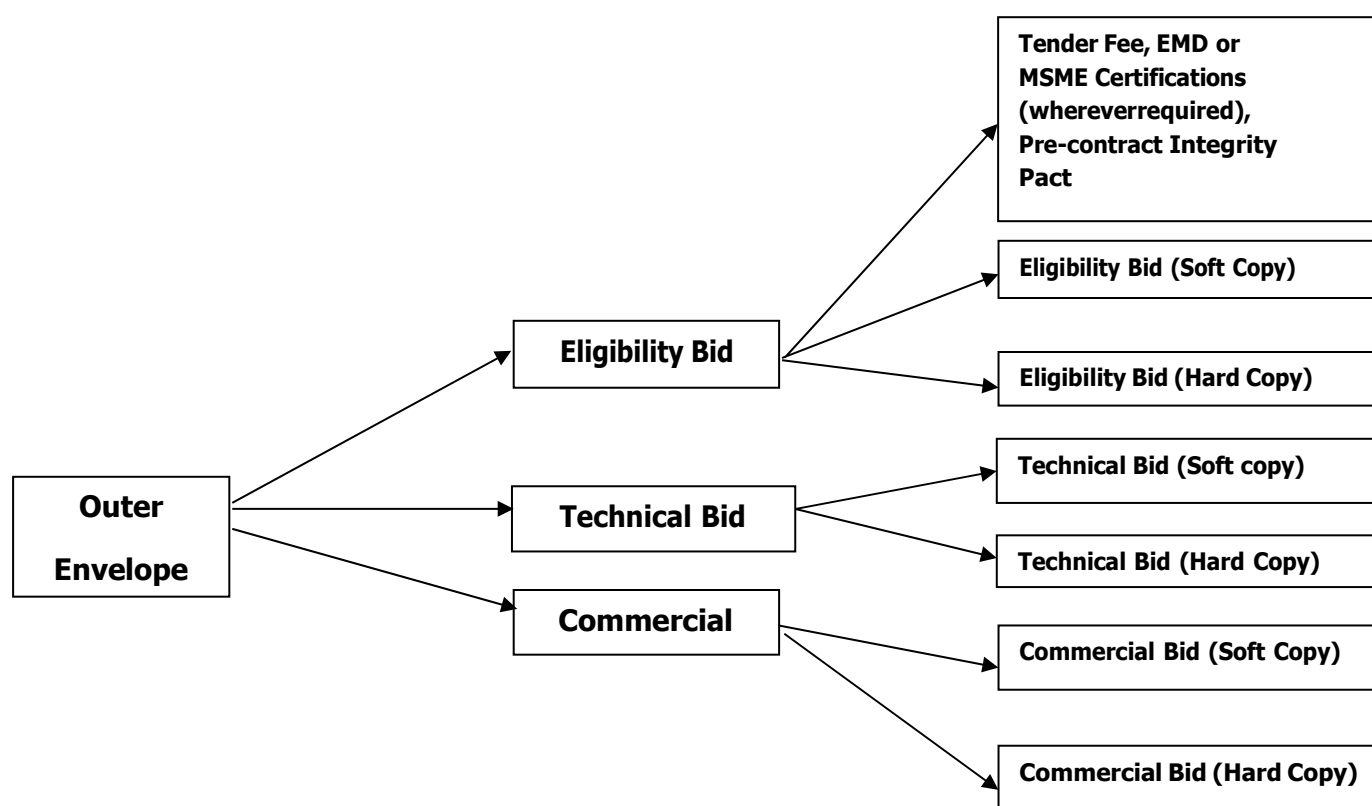 Tender Fee, EMD or
MSME Certifications
(whereverrequired),
Pre-contract Integrity
Pact
Eligibility Bid (Soft Copy)
Eligibility Bid
Eligibility Bid (Hard Copy)
Technical Bid (Soft copy)
Outer
Envelope
Technical Bid
Technical Bid (Hard Copy)
Commercial
Commercial Bid (Soft Copy)
Commercial Bid (Hard Copy)